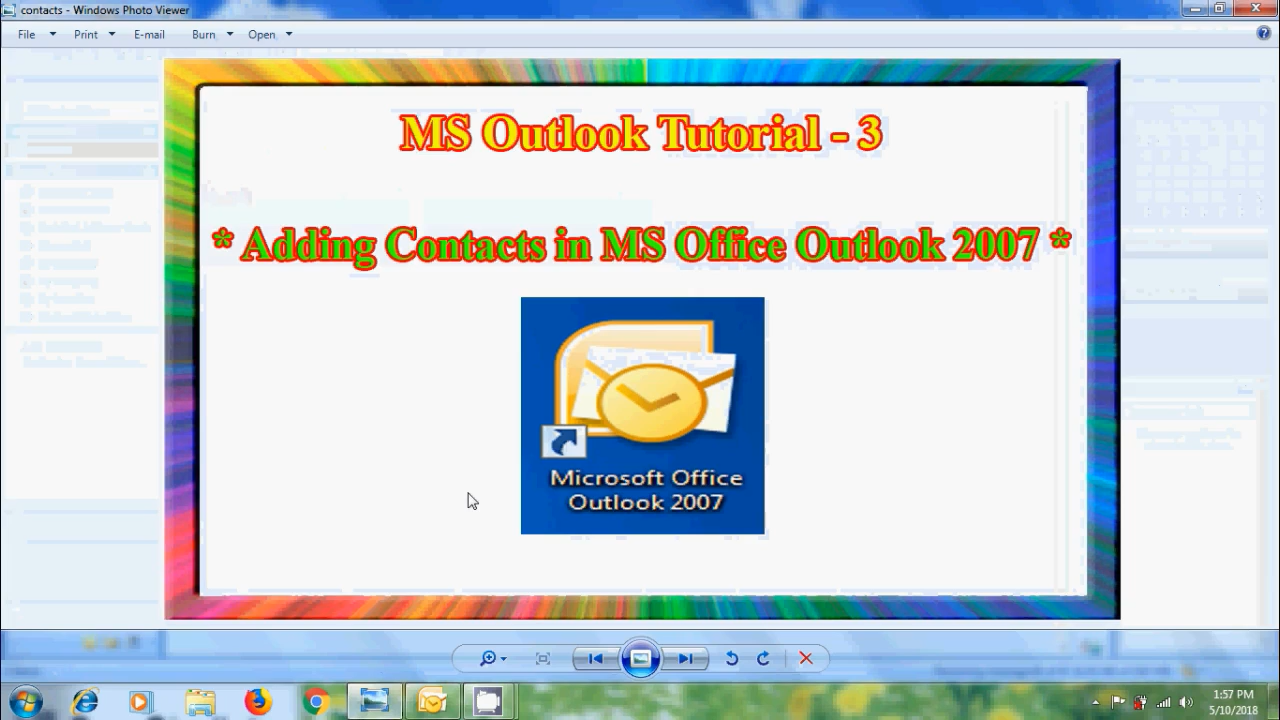 contacts - Windows Photo Viewer
File Print E-mail Burn Open
MS Outlook Tutorial - 3
* Adding Contacts in MS Office Outlook 2007 *
Microsoft Office
Outlook 2007
1:57 PM
5/10/2018